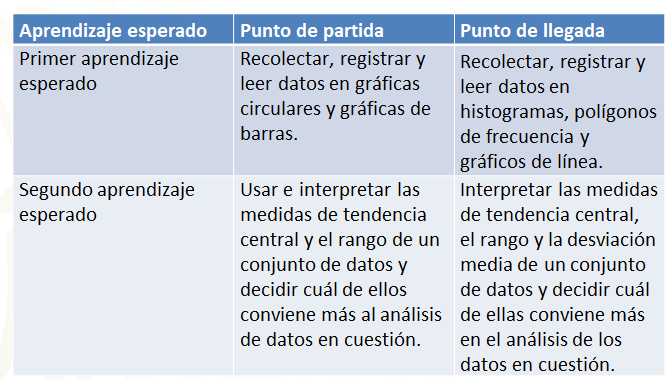 Aprendizaje esperado
Punto de partida
Punto de llegada
Primer aprendizaje
esperado
Recolectar, registrar y
leer datos en gráficas
circulares y gráficas de
barras.
Recolectar, registrar y
leer datos en
histogramas, polígonos
de frecuencia y
gráficos de línea.
Segundo aprendizaje
esperado
Usar e interpretar las
medidas de tendencia
central y el rango de un
conjunto de datos y
decidir cuál de ellos
conviene más al análisis
de datos en cuestión.
Interpretar las medidas
de tendencia central,
el rango y la desviación
media de un conjunto
de datos y decidir cuál
de ellas conviene más
en el análisis de los
datos en cuestión.